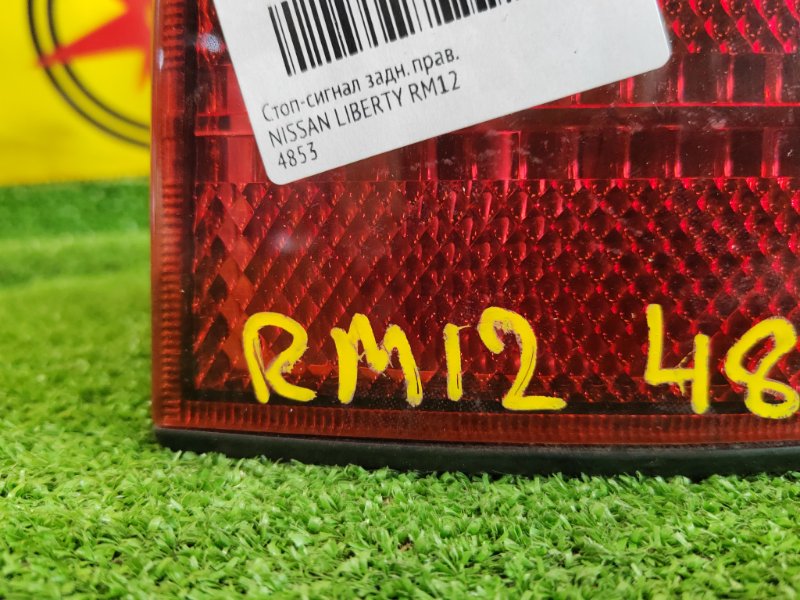 Стоп-сигнал задн. прав.
NISSAN LIBERTY RM12
4853
RM12 48